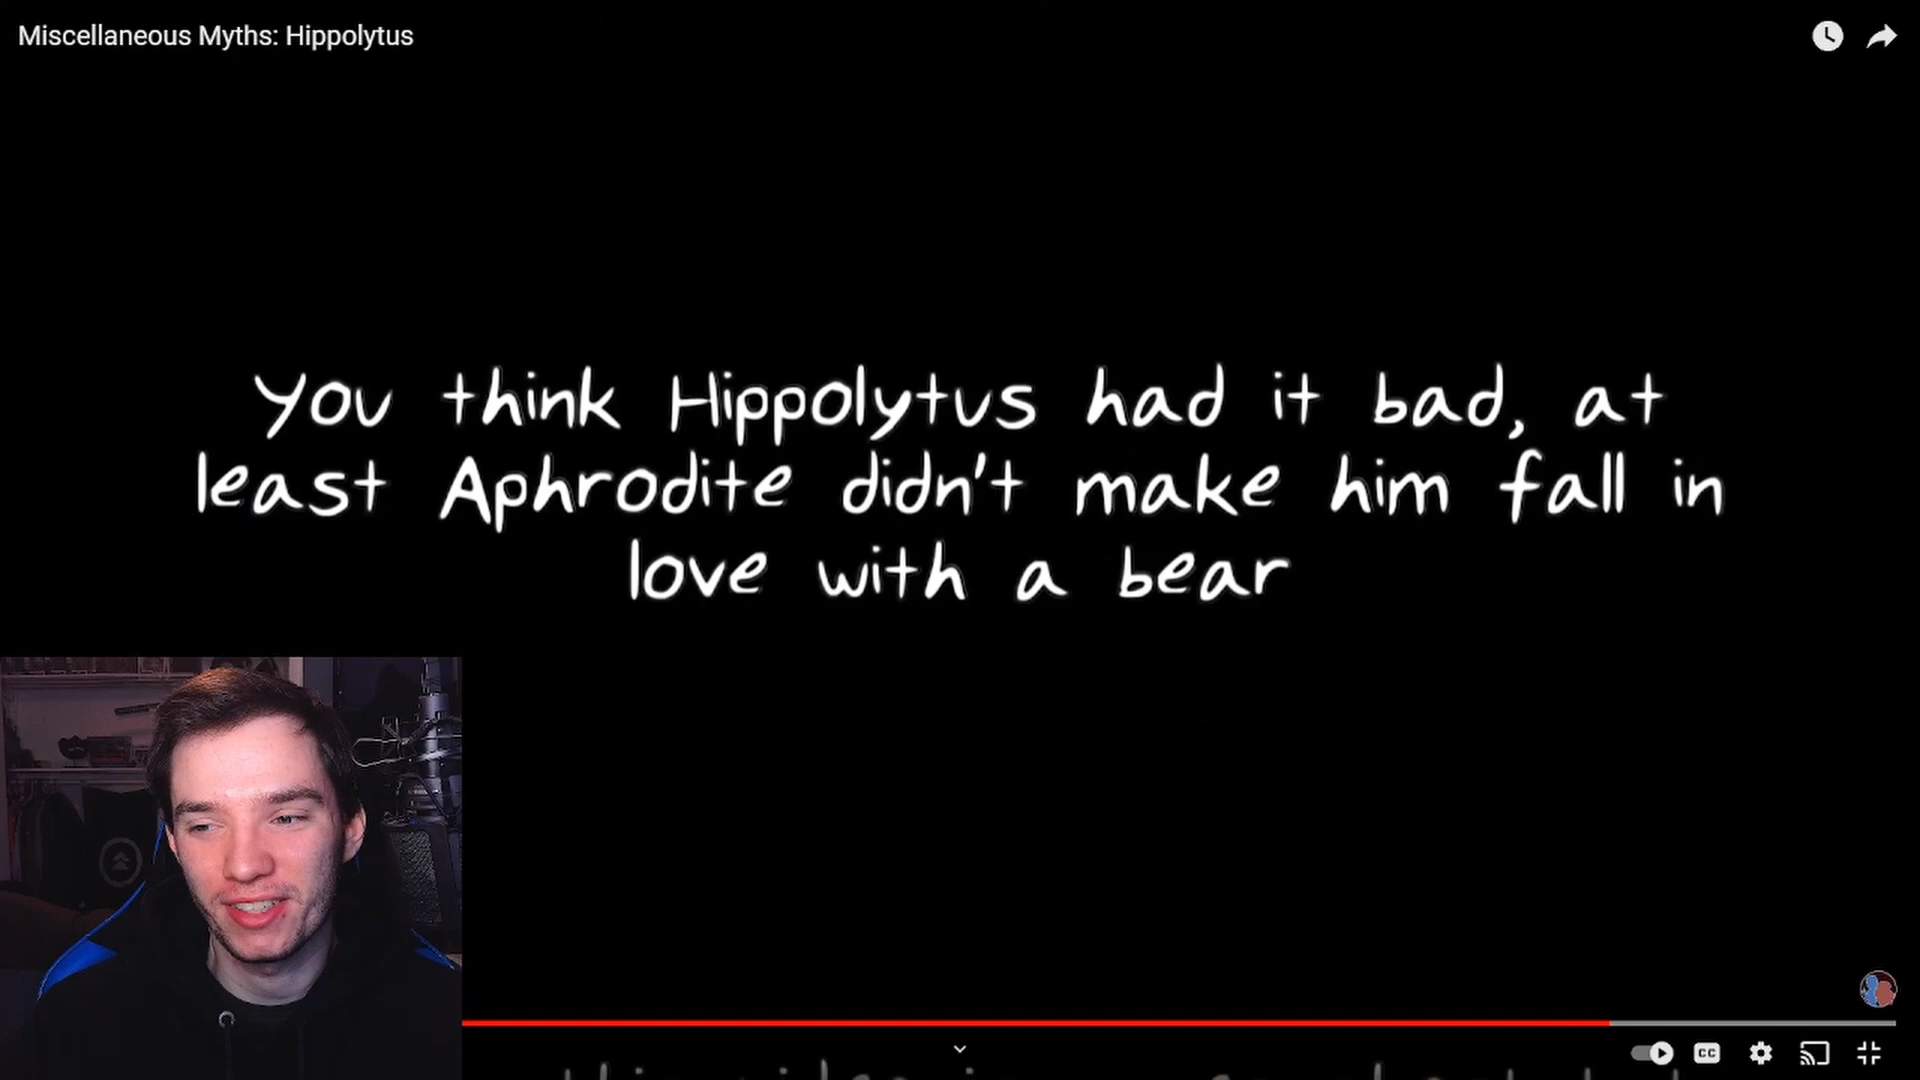 Miscellaneous Myths: Hippolytus
You think Hippolytus had it bad, at
least Aphrodite didn't make him fall in
love with a bear
CC